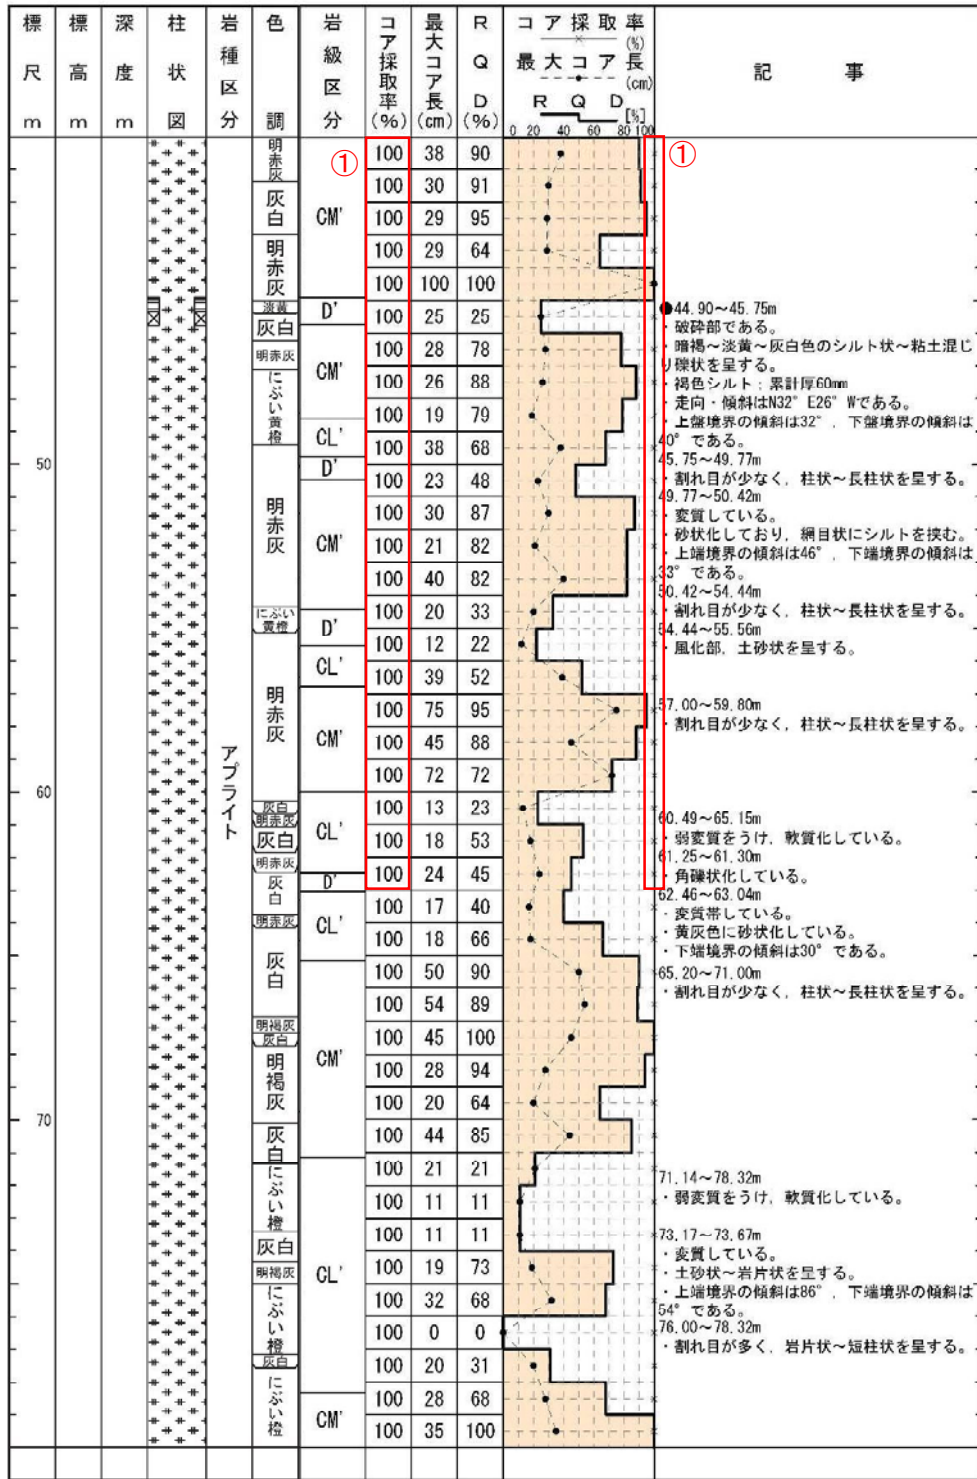 標尺m
標高m
深度m
柱状図
岩種区分
色調
岩級区分
コア採取率(%)
最大コア長(cm)
RQD(%)
コア採取率(%)
最大コア長(cm)
RQD[%]
0 20 40 60 80 100
記事
①
①
50
60
70
アプライト
明赤灰
灰白
明赤灰
淡黄
灰白
明赤灰
にぶい黄橙
明赤灰
にぶい黄橙
明赤灰
灰白
明赤灰
灰白
明赤灰
灰白
明赤灰
灰白
明褐灰
灰白
明褐灰
灰白
にぶい橙
灰白
明褐灰
にぶい橙
灰白
にぶい橙
CM'
D'
CM'
CL'
D'
CM'
D'
CL'
CM'
CL'
D'
CL'
CM'
CL'
CM'
100 38 90
100 30 91
100 29 95
100 29 64
100 100 100
100 25 25
100 28 78
100 26 88
100 19 79
100 38 68
100 23 48
100 30 87
100 21 82
100 40 82
100 20 33
100 12 22
100 39 52
100 75 95
100 45 88
100 72 72
100 13 23
100 18 53
100 24 45
100 17 40
100 18 66
100 50 90
100 54 89
100 45 100
100 28 94
100 20 64
100 44 85
100 21 21
100 11 11
100 11 11
100 19 73
100 32 68
100 0 0
100 20 31
100 28 68
100 35 100
●44.90～45.75m
・破砕部である。
・暗褐～淡黄～灰白色のシルト状～粘土混じ
り礫状を呈する。
・褐色シルト：累計厚60mm
・走向・傾斜はN32°E26°Wである。
・上盤境界の傾斜は32°，下盤境界の傾斜は
40°である。
45.75～49.77m
・割れ目が少なく，柱状～長柱状を呈する。
49.77～50.42m
・変質している。
・砂状化しており，網目状にシルトを挟む。
・上端境界の傾斜は46°，下端境界の傾斜は
33°である。
50.42～54.44m
・割れ目が少なく，柱状～長柱状を呈する。
54.44～55.56m
・風化部，土砂状を呈する。
57.00～59.80m
・割れ目が少なく，柱状～長柱状を呈する。
60.49～65.15m
・弱変質をうけ，軟質化している。
61.25～61.30m
・角礫状化している。
62.46～63.04m
・変質帯している。
・黄灰色に砂状化している。
・下端境界の傾斜は30°である。
65.20～71.00m
・割れ目が少なく，柱状～長柱状を呈する。
71.14～78.32m
・弱変質をうけ，軟質化している。
73.17～73.67m
・変質している。
・土砂状～岩片状を呈する。
・上端境界の傾斜は86°，下端境界の傾斜は
54°である。
76.00～78.32m
・割れ目が多く，岩片状～短柱状を呈する。